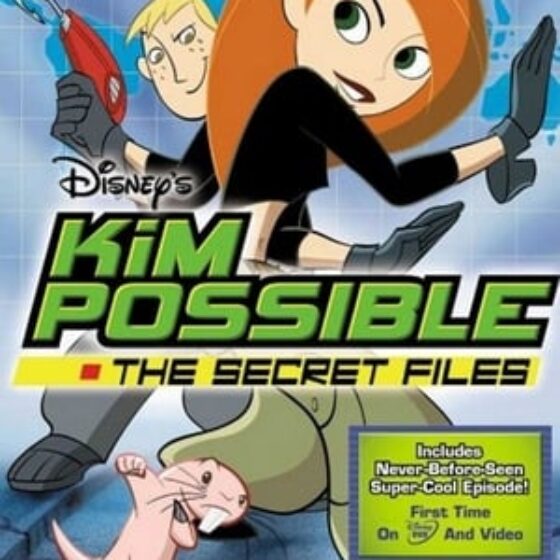 Disney's
KiM
POSSIBLE
THE SECRET FILES
Includes
Never-Before-Seen
Super-Cool Episode!
First Time
On Disney DVD And Video